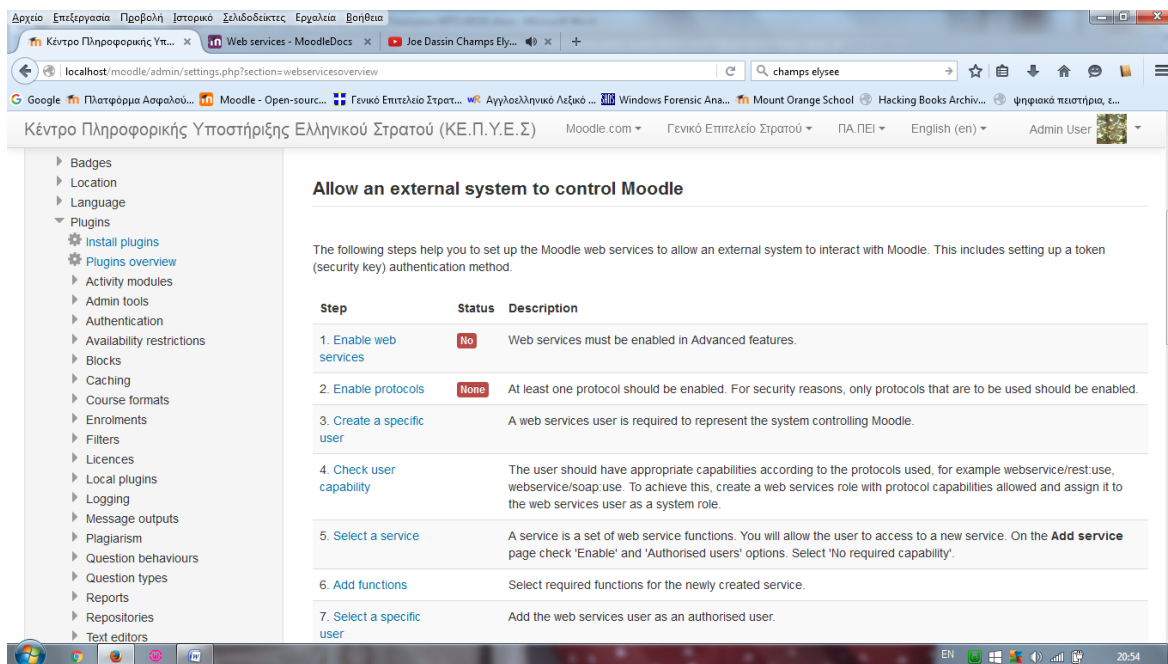 Αρχείο Επεξεργασία Προβολή Ιστορικό Σελιδοδείκτες Εργαλεία Βοήθεια
Κέντρο Πληροφορικής Υπ... × Web services - MoodleDocs × Joe Dassin Champs Ely... × +
localhost/moodle/admin/settings.php?section=webservicesoverview champs elysee
Google Πλατφόρμα Ασφαλού... Moodle - Open-sourc... Γενικό Επιτελείο Στρατ... WR Αγγλοελληνικό Λεξικό ... Windows Forensic Ana... Mount Orange School Hacking Books Archiv... ψηφιακά πειστήρια, ε...
Κέντρο Πληροφορικής Υποστήριξης Ελληνικού Στρατού (ΚΕ.Π.Υ.Ε.Σ) Moodle.com Γενικό Επιτελείο Στρατού ΠΑ.ΠΕΙ English (en) Admin User
Badges
Location
Language
Plugins
Install plugins
Plugins overview
Activity modules
Admin tools
Authentication
Availability restrictions
Blocks
Caching
Course formats
Enrolments
Filters
Licences
Local plugins
Logging
Message outputs
Plagiarism
Question behaviours
Question types
Reports
Repositories
Text editors
Allow an external system to control Moodle
The following steps help you to set up the Moodle web services to allow an external system to interact with Moodle. This includes setting up a token
(security key) authentication method.
Step Status Description
1. Enable web No Web services must be enabled in Advanced features.
services
2. Enable protocols None At least one protocol should be enabled. For security reasons, only protocols that are to be used should be enabled.
3. Create a specific A web services user is required to represent the system controlling Moodle.
user
4. Check user The user should have appropriate capabilities according to the protocols used, for example webservice/rest:use,
capability webservice/soap:use. To achieve this, create a web services role with protocol capabilities allowed and assign it to
the web services user as a system role.
5. Select a service A service is a set of web service functions. You will allow the user to access to a new service. On the Add service
page check 'Enable' and 'Authorised users' options. Select 'No required capability'.
6. Add functions Select required functions for the newly created service.
7. Select a specific Add the web services user as an authorised user.
user
EN 20:54